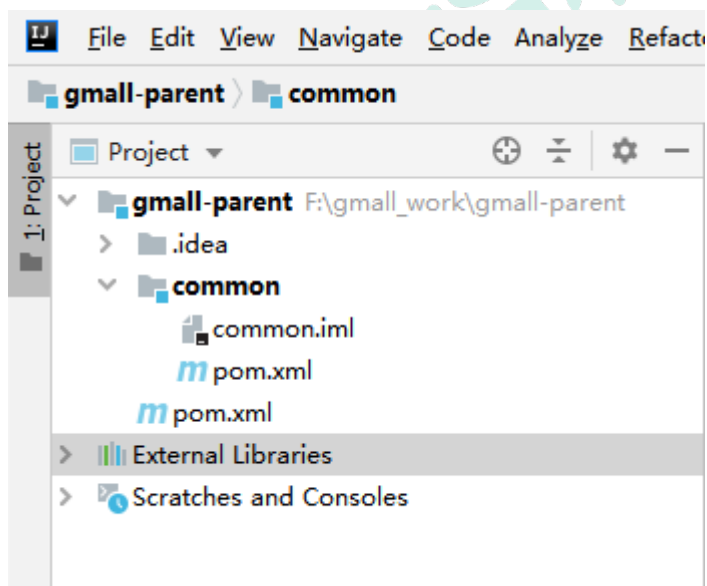 IJ File Edit View Navigate Code Analyze
gmall-parent common
1: Project
Project
gmall-parent F:\gmall_work\gmall-parent
.idea
common
common.iml
m pom.xml
m pom.xml
External Libraries
Scratches and Consoles